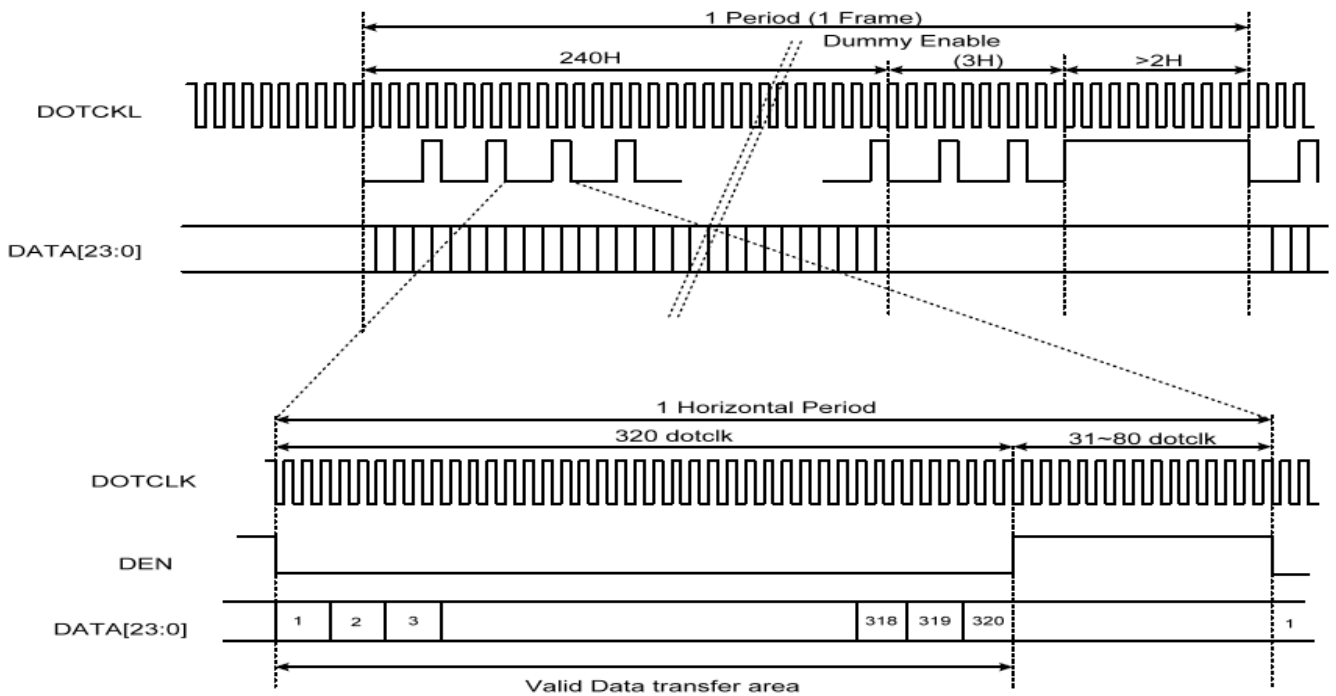 1 Period (1 Frame)
Dummy Enable
240H
(3H)
>2H
DOTCKL
DATA[23:0]
1 Horizontal Period
320 dotclk
31~80 dotclk
DOTCLK
DEN
DATA[23:0]
1
2
3
318
319
320
1
Valid Data transfer area